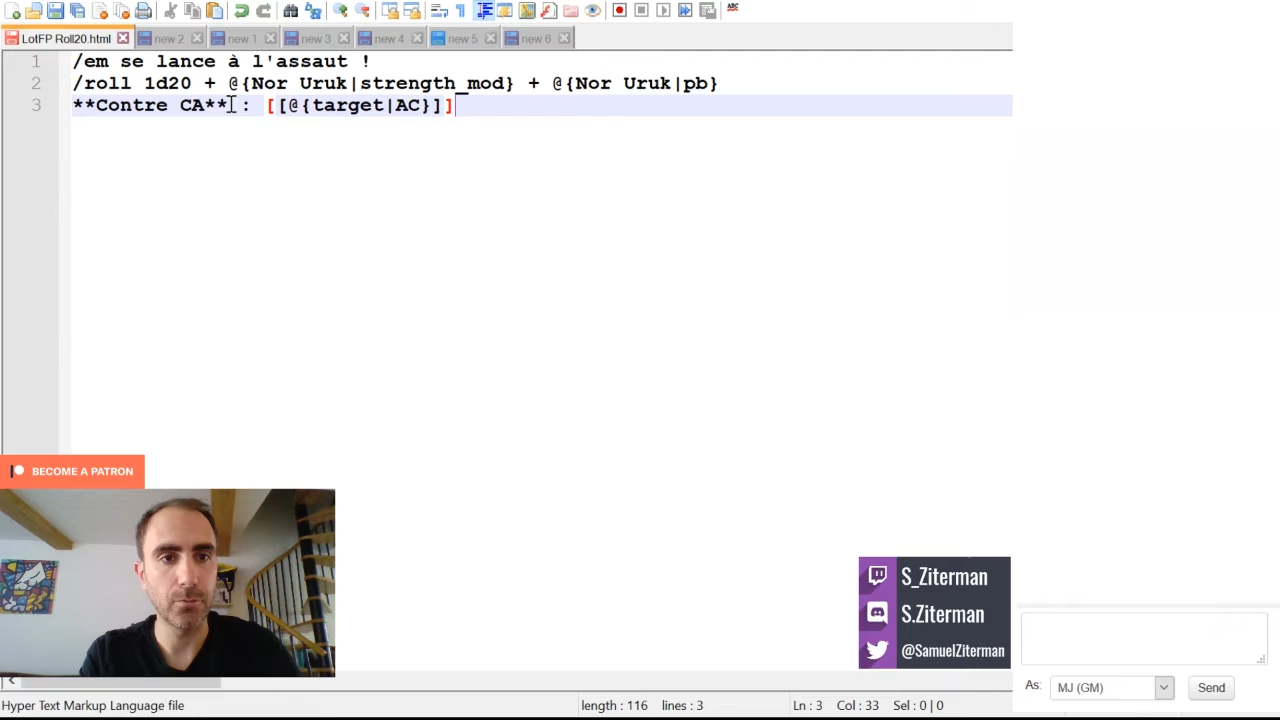 LotFP Roll20.html new 2 new 1 new 3 new 4 new 5 new 6
1 /em se lance à l'assaut !
2 /roll 1d20 + @{Nor Uruk|strength_mod} + @{Nor Uruk|pb}
3 **Contre CA** : [[@{target|AC}]]
BECOME A PATRON
S_Ziterman
S.Ziterman
@SamuelZiterman
As: MJ (GM) Send
Hyper Text Markup Language file length : 116 lines : 3 Ln : 3 Col : 33 Sel : 0 | 0